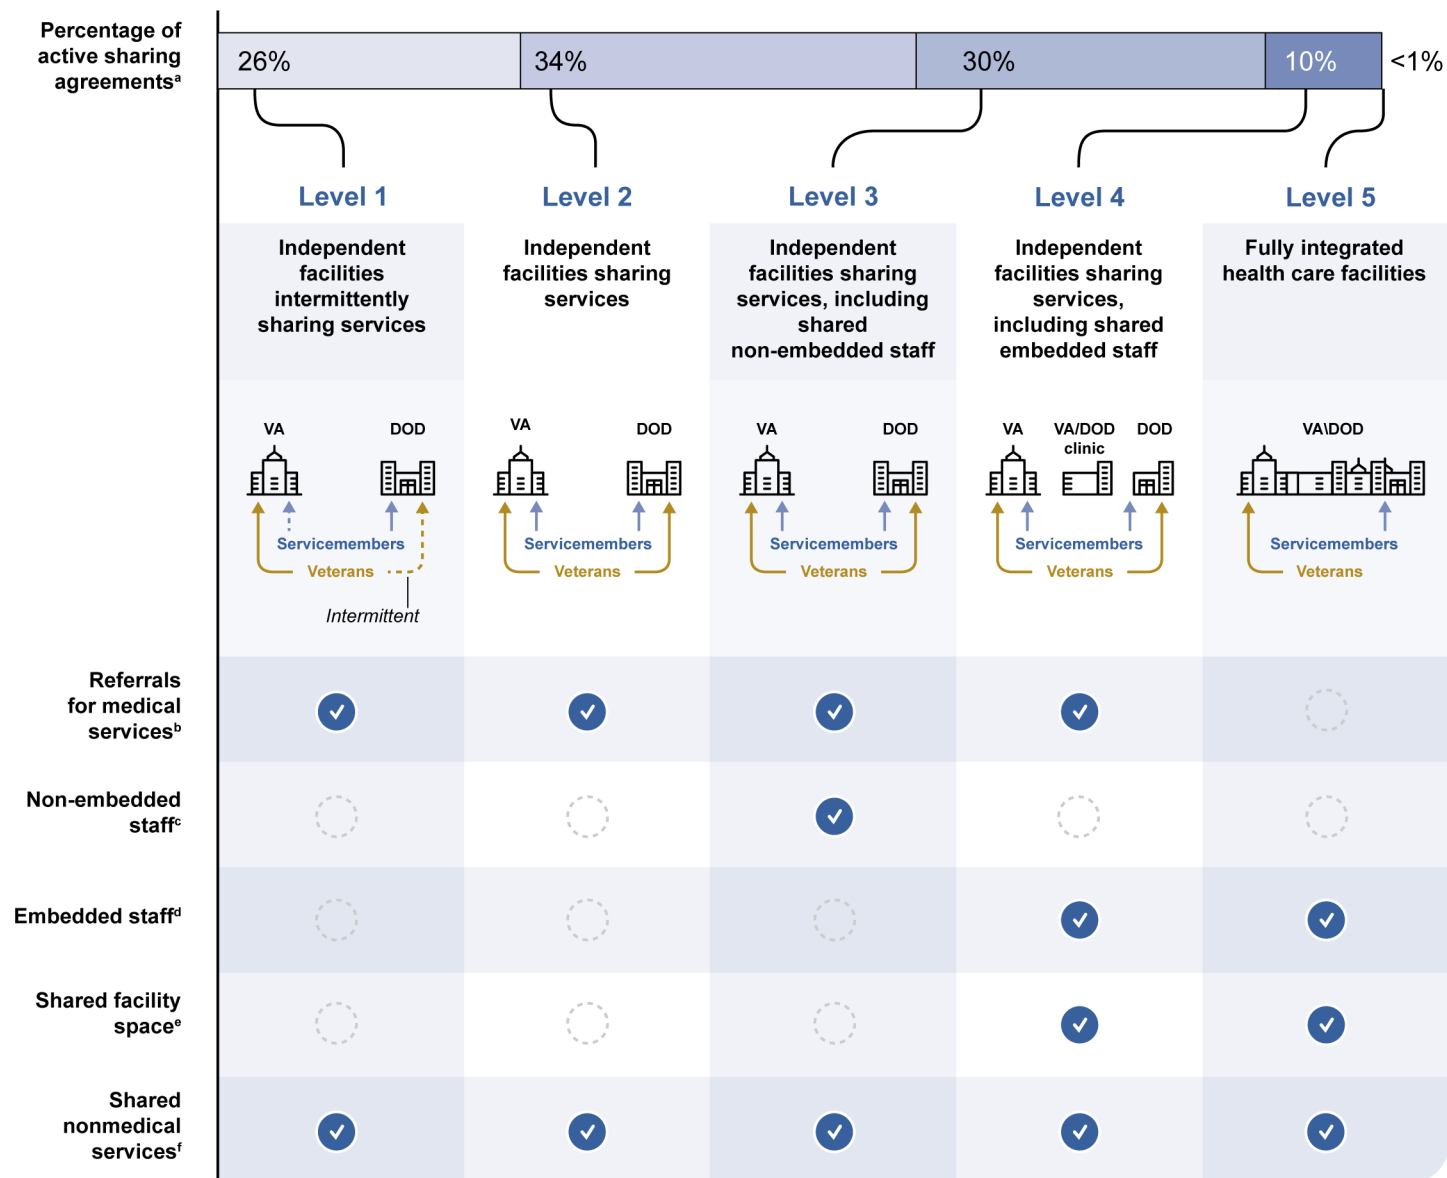 Percentage of
active sharing
agreementsᵃ
26%
34%
30%
10%
<1%
Level 1
Level 2
Level 3
Level 4
Level 5
Independent
facilities
intermittently
sharing services
Independent
facilities sharing
services
Independent
facilities sharing
services, including
shared
non-embedded staff
Independent
facilities sharing
services,
including shared
embedded staff
Fully integrated
health care facilities
VA
DOD
Servicemembers
Veterans
Intermittent
VA
DOD
Servicemembers
Veterans
VA
DOD
Servicemembers
Veterans
VA
VA/DOD
clinic
DOD
Servicemembers
Veterans
VA\DOD
Servicemembers
Veterans
Referrals
for medical
servicesᵇ
Non-embedded
staffᶜ
Embedded staffᵈ
Shared facility
spaceᵉ
Shared
nonmedical
servicesᶠ